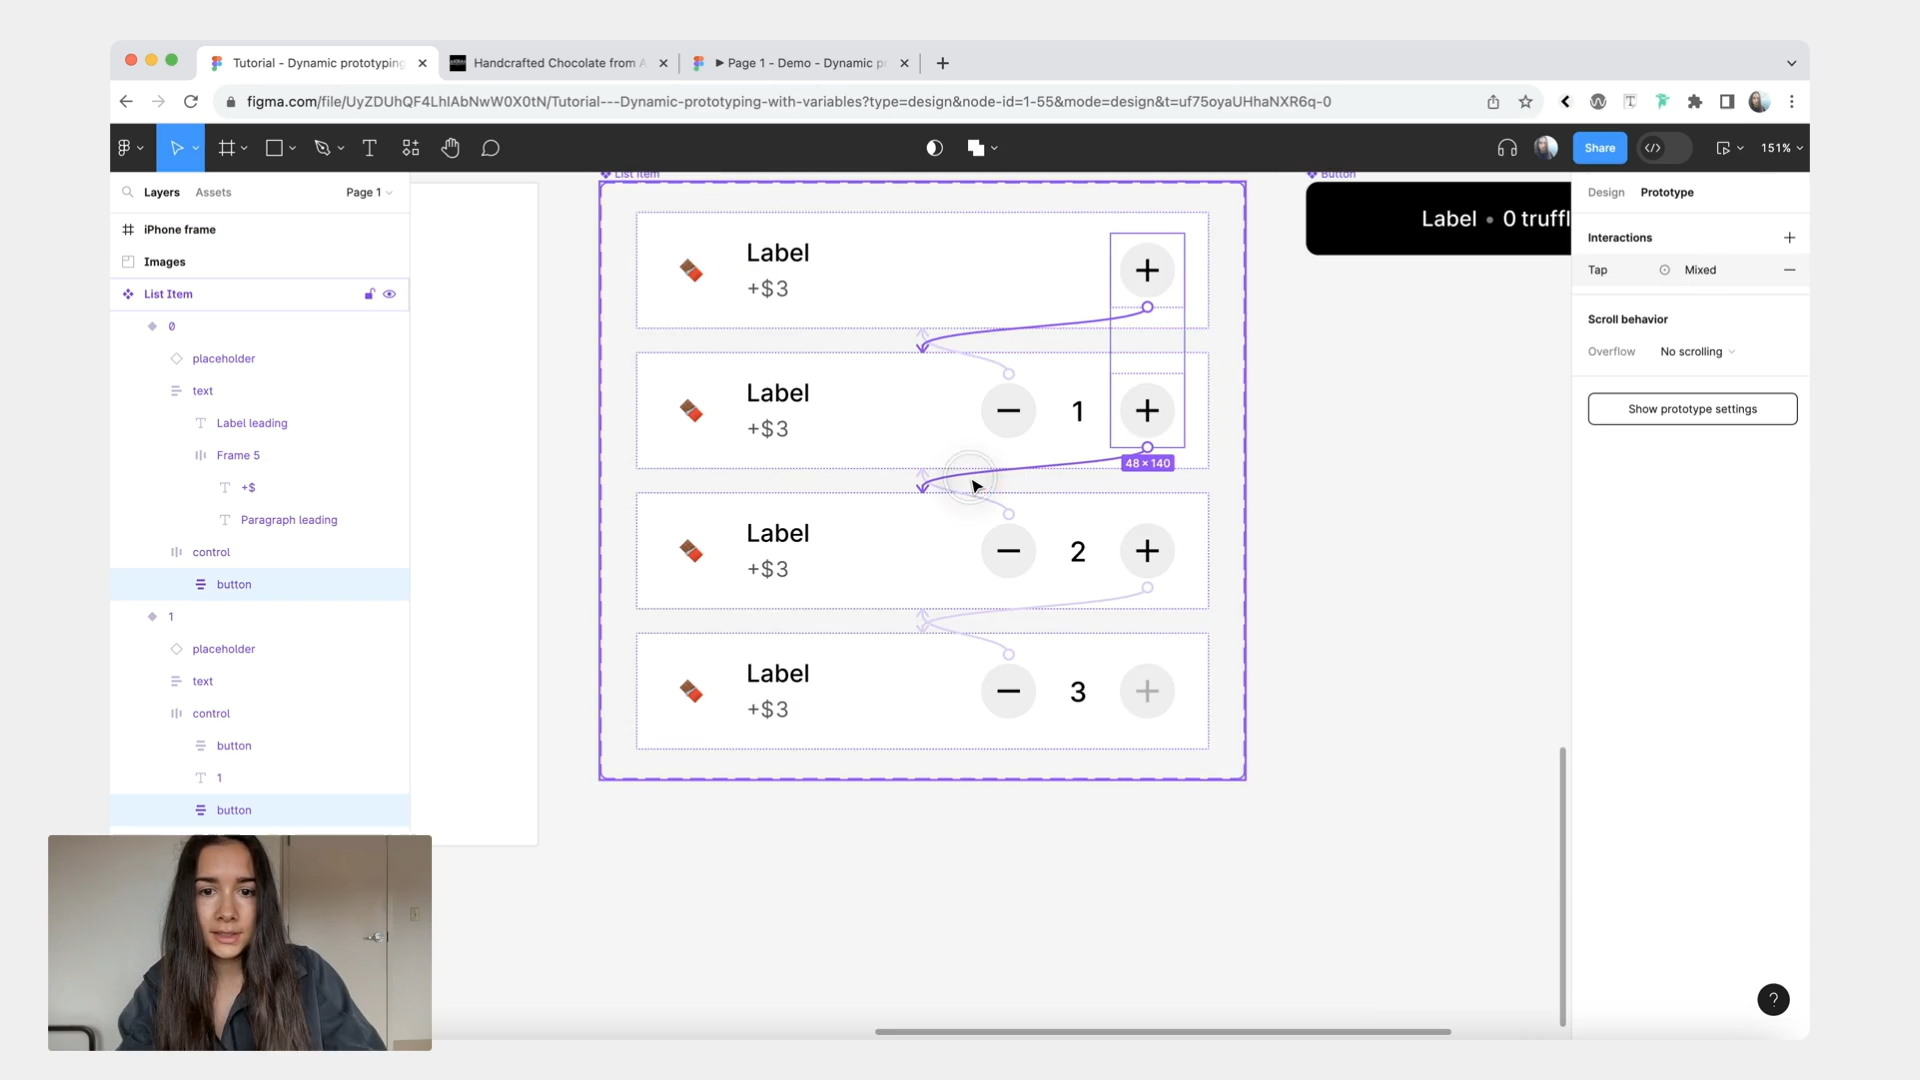 Tutorial - Dynamic prototyping
Handcrafted Chocolate from A
▶ Page 1 - Demo - Dynamic pr
figma.com/file/UyZDUhQF4LhIAbNwW0X0tN/Tutorial---Dynamic-prototyping-with-variables?type=design&node-id=1-55&mode=design&t=uf75oyaUHhaNXR6q-0
Share
151%
Layers
Assets
Page 1
iPhone frame
Images
List Item
0
placeholder
text
Label leading
Frame 5
+$
Paragraph leading
control
button
1
placeholder
text
control
button
1
button
List Item
Label
+$3
Label
+$3
1
48 × 140
Label
+$3
2
Label
+$3
3
Button
Label • 0 truffl
Design
Prototype
Interactions
Tap
Mixed
Scroll behavior
Overflow
No scrolling
Show prototype settings
?